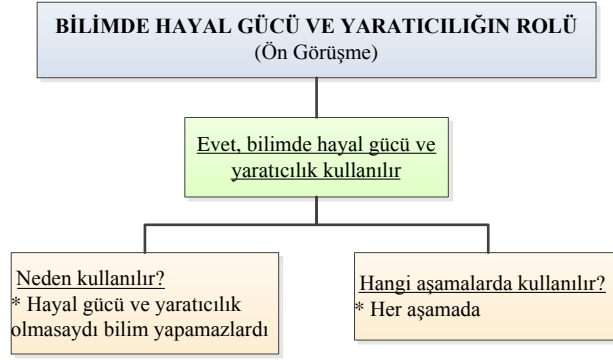 BİLİMDE HAYAL GÜCÜ VE YARATICILIĞIN ROLÜ
(Ön Görüşme)
Evet, bilimde hayal gücü ve
yaratıcılık kullanılır
Neden kullanılır?
* Hayal gücü ve yaratıcılık
olmasaydı bilim yapamazlardı
Hangi aşamalarda kullanılır?
* Her aşamada